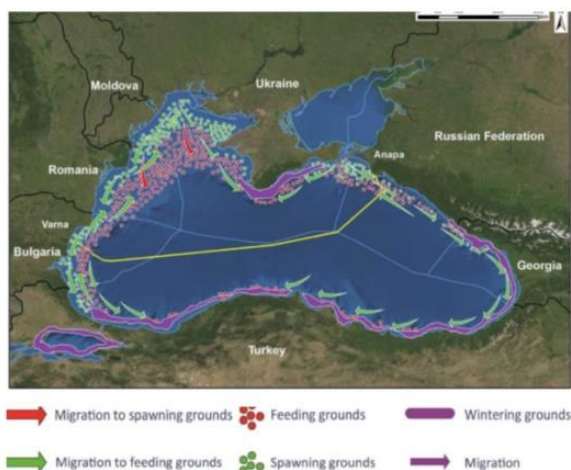 Moldova
Ukraine
Russian Federation
Romania
Anapa
Varna
Bulgaria
Georgia
Turkey
Migration to spawning grounds
Feeding grounds
Wintering grounds
Migration to feeding grounds
Spawning grounds
Migration